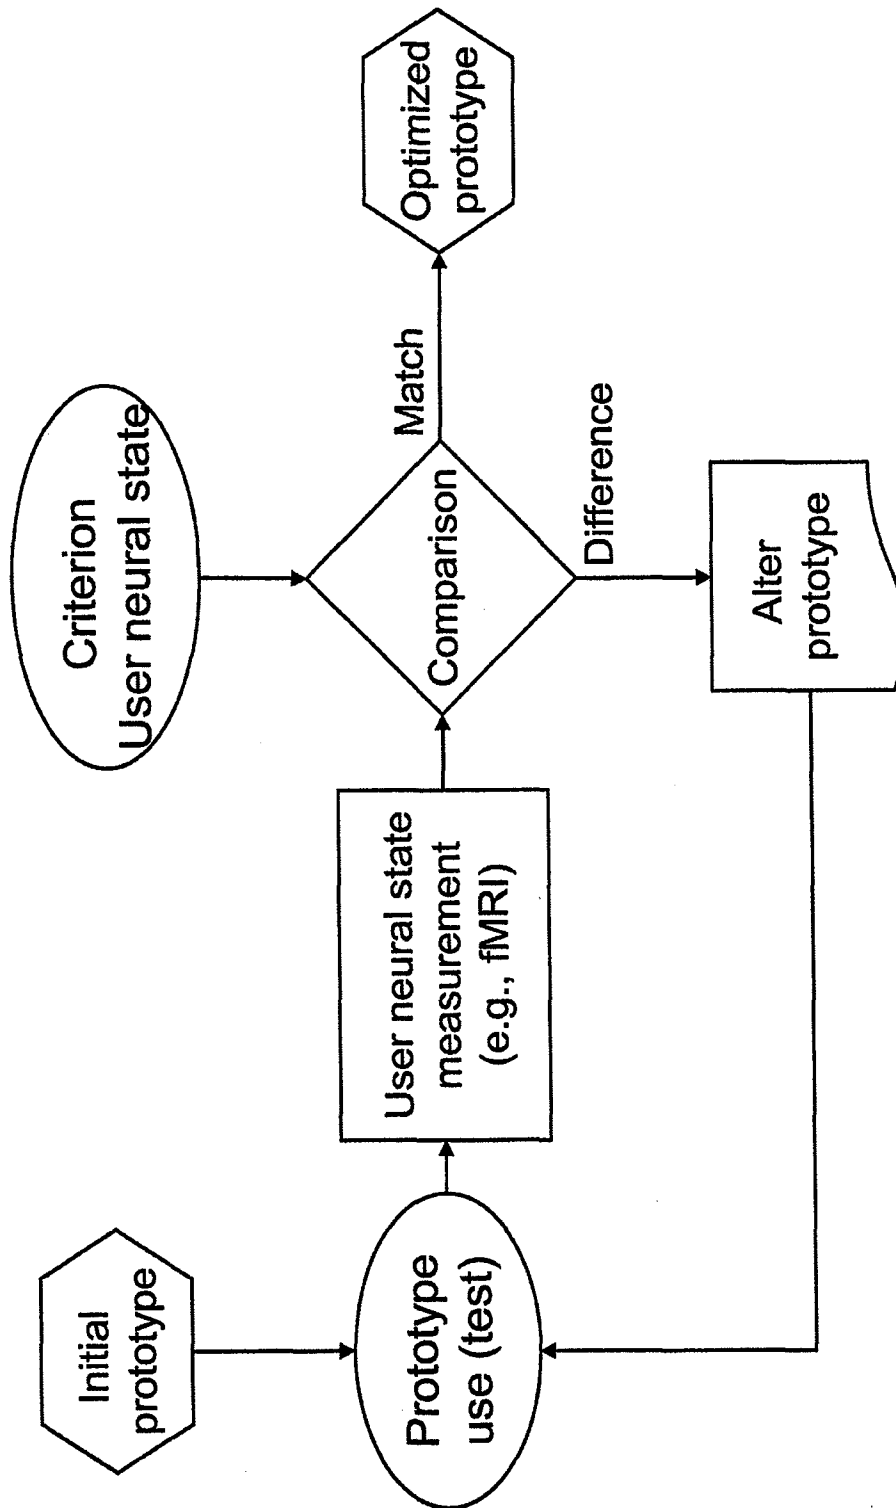 Initial
prototype
Prototype
use (test)
User neural state
measurement
(e.g., fMRI)
Criterion
User neural state
Comparison
Match
Optimized
prototype
Difference
Alter
prototype